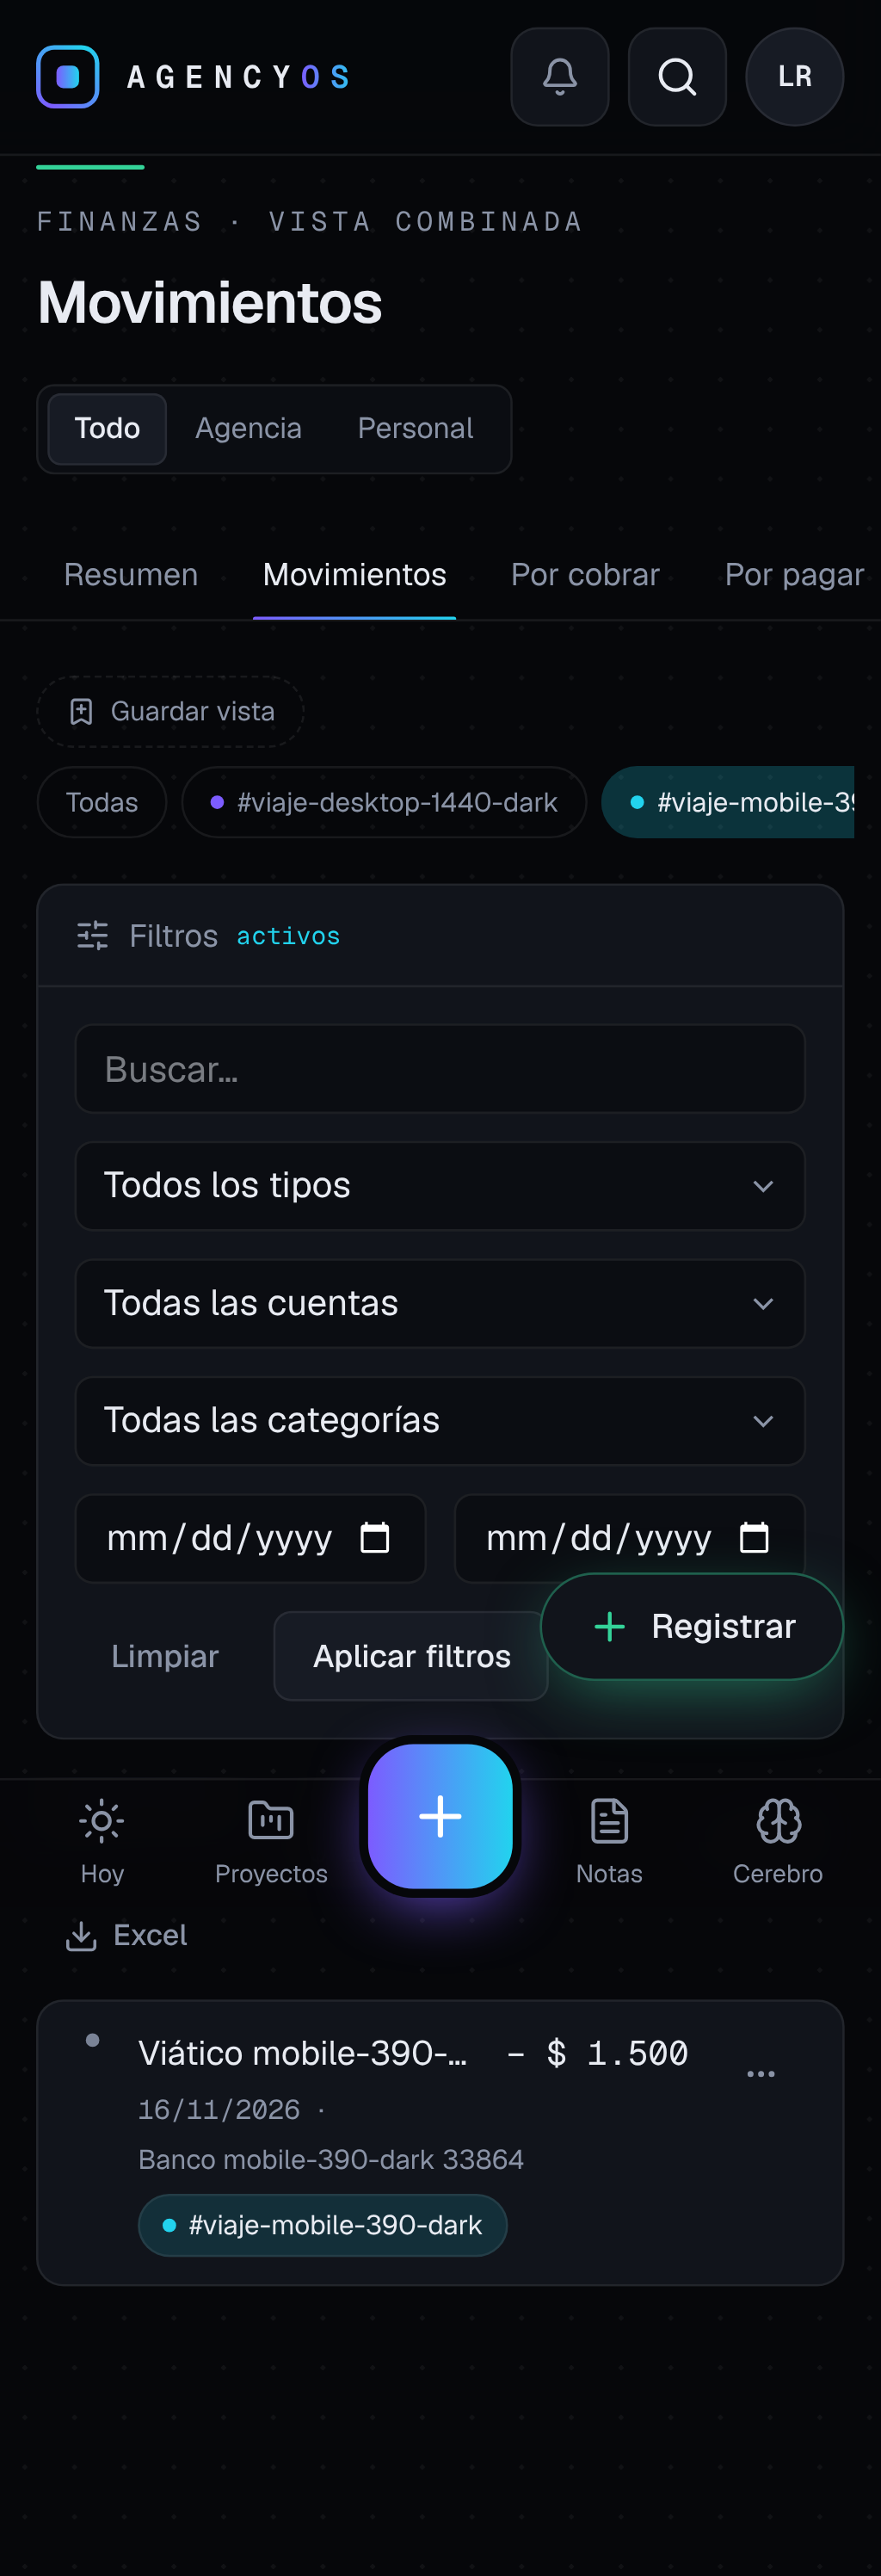 AGENCYOS
LR
FINANZAS · VISTA COMBINADA
Movimientos
Todo Agencia Personal
Resumen Movimientos Por cobrar Por pagar
Guardar vista
Todas #viaje-desktop-1440-dark #viaje-mobile-39
Filtros activos
Buscar…
Todos los tipos
Todas las cuentas
Todas las categorías
mm/dd/yyyy mm/dd/yyyy
Registrar
Limpiar Aplicar filtros
Hoy Proyectos Notas Cerebro
Excel
Viático mobile-390-… − $ 1.500
16/11/2026 ·
Banco mobile-390-dark 33864
#viaje-mobile-390-dark